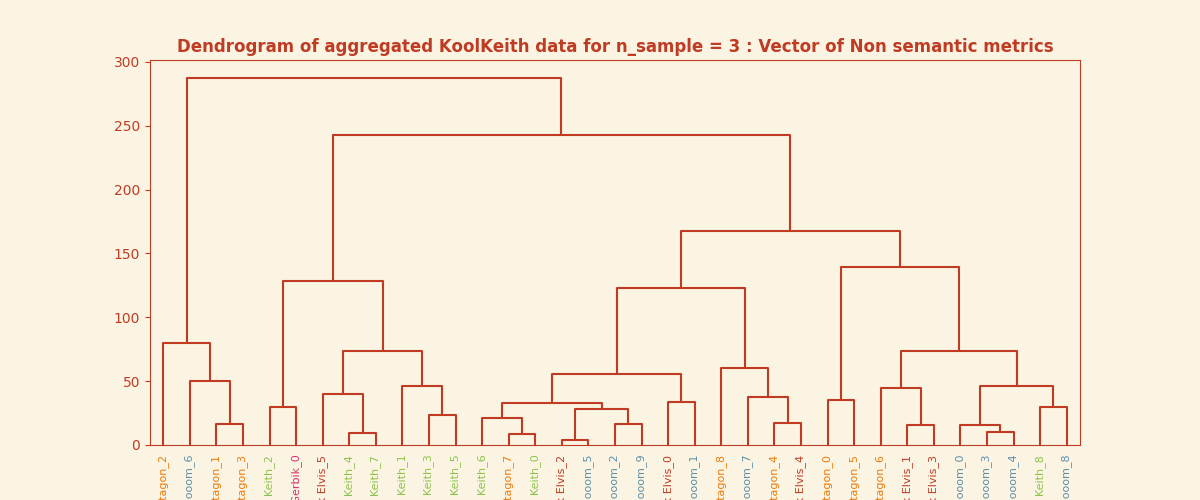 Dendrogram of aggregated KoolKeith data for n_sample = 3 : Vector of Non semantic metrics
300
250
200
150
100
50
0
tagon_2
ooom_6
tagon_1
tagon_3
Keith_2
Gerbik_0
Elvis_5
Keith_4
Keith_7
Keith_1
Keith_3
Keith_5
Keith_6
tagon_7
Keith_0
Elvis_2
ooom_5
ooom_2
ooom_9
Elvis_0
ooom_1
tagon_8
ooom_7
tagon_4
Elvis_4
tagon_0
tagon_5
tagon_6
Elvis_1
Elvis_3
ooom_0
ooom_3
ooom_4
Keith_8
ooom_8